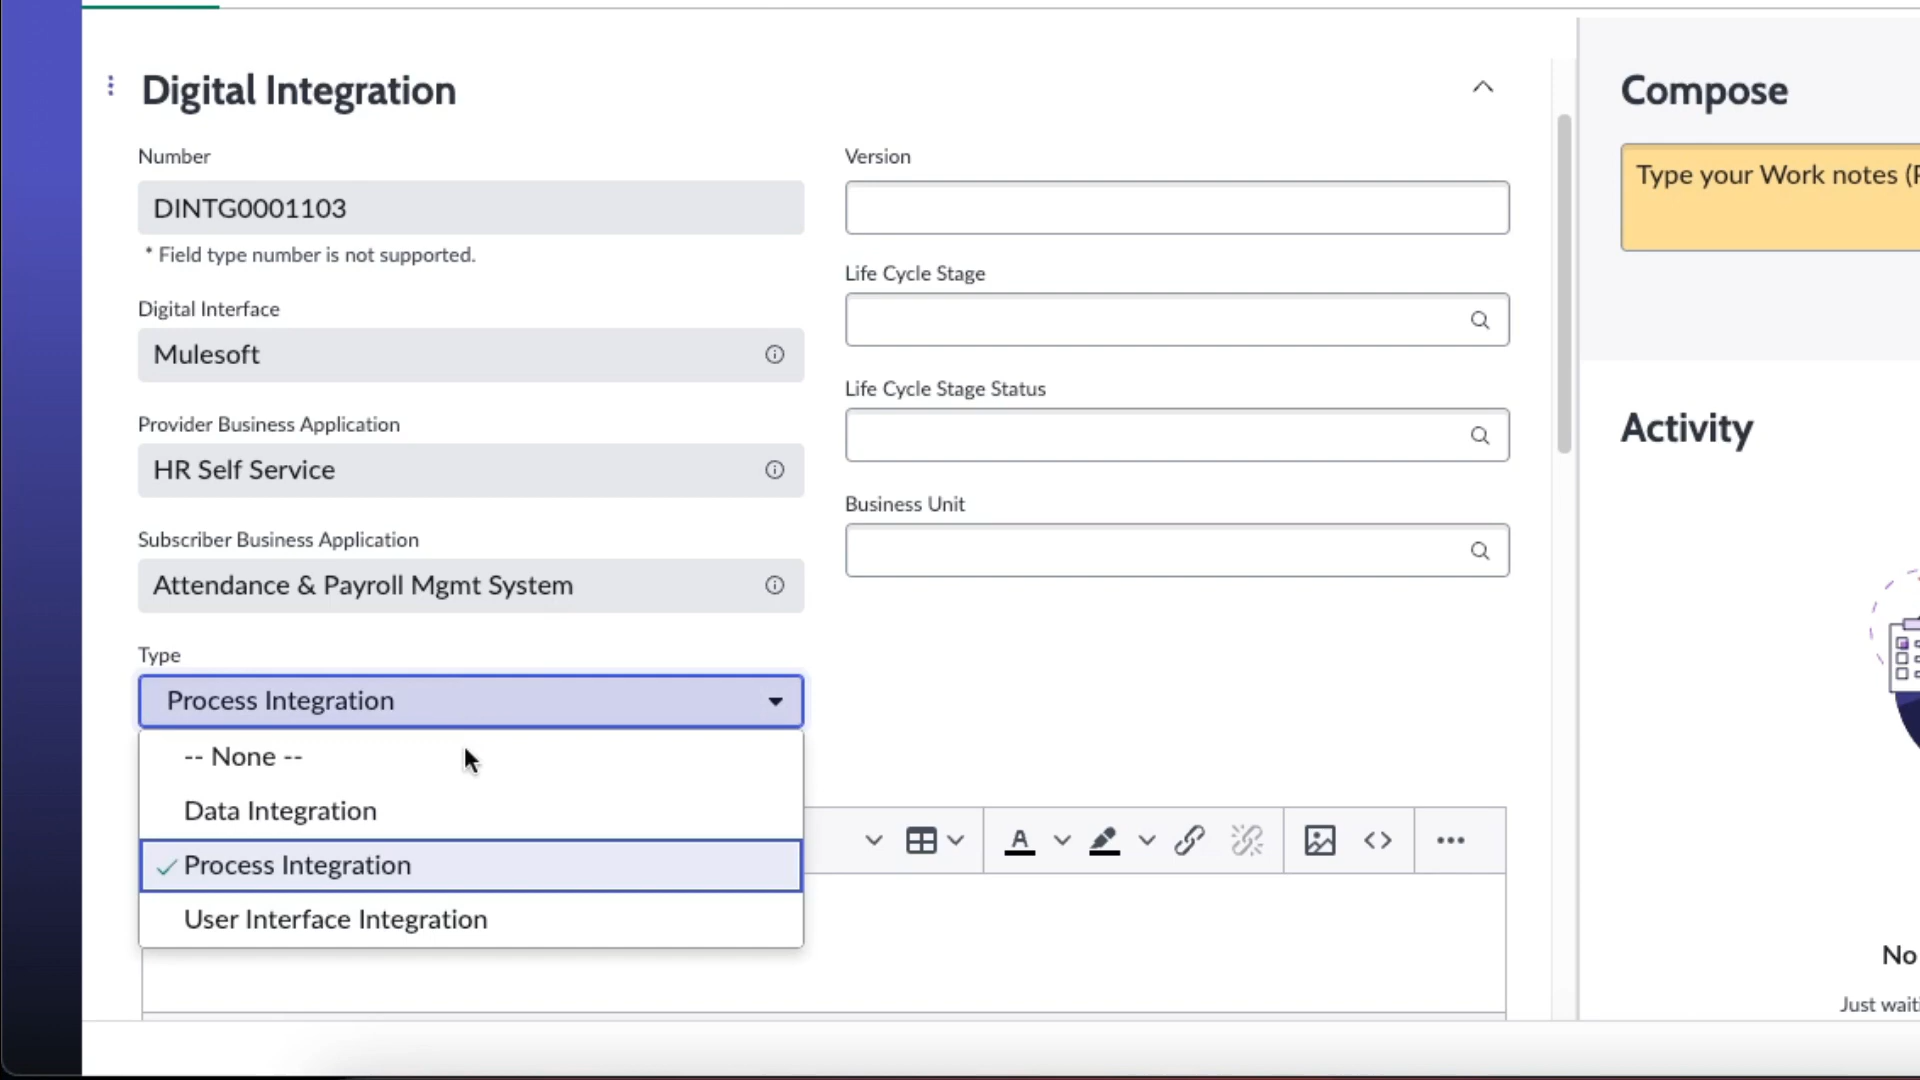 Digital Integration
Number
DINTG0001103
* Field type number is not supported.
Digital Interface
Mulesoft
Provider Business Application
HR Self Service
Subscriber Business Application
Attendance & Payroll Mgmt System
Type
Process Integration
-- None --
Data Integration
Process Integration
User Interface Integration
Version
Life Cycle Stage
Life Cycle Stage Status
Business Unit
A
Compose
Type your Work notes (P
Activity
No
Just wait